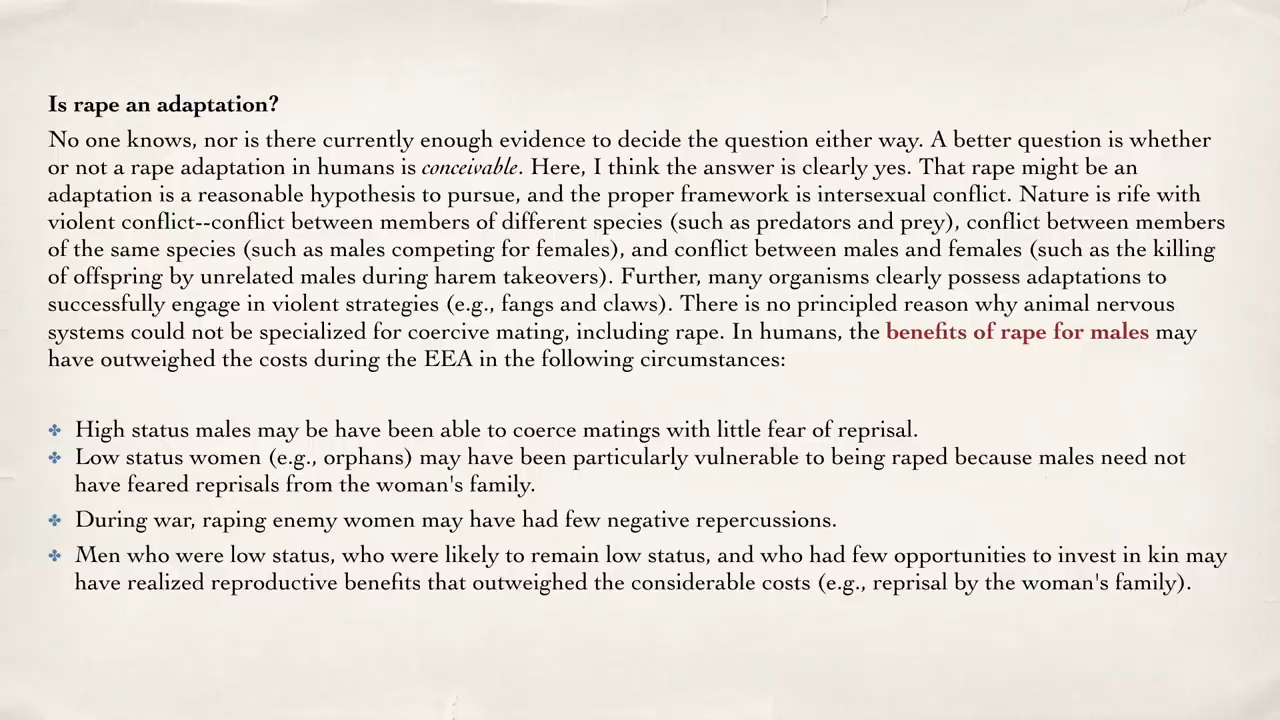 Is rape an adaptation?
No one knows, nor is there currently enough evidence to decide the question either way. A better question is whether
or not a rape adaptation in humans is conceivable. Here, I think the answer is clearly yes. That rape might be an
adaptation is a reasonable hypothesis to pursue, and the proper framework is intersexual conflict. Nature is rife with
violent conflict--conflict between members of different species (such as predators and prey), conflict between members
of the same species (such as males competing for females), and conflict between males and females (such as the killing
of offspring by unrelated males during harem takeovers). Further, many organisms clearly possess adaptations to
successfully engage in violent strategies (e.g., fangs and claws). There is no principled reason why animal nervous
systems could not be specialized for coercive mating, including rape. In humans, the benefits of rape for males may
have outweighed the costs during the EEA in the following circumstances:
High status males may be have been able to coerce matings with little fear of reprisal.
Low status women (e.g., orphans) may have been particularly vulnerable to being raped because males need not
have feared reprisals from the woman's family.
During war, raping enemy women may have had few negative repercussions.
Men who were low status, who were likely to remain low status, and who had few opportunities to invest in kin may
have realized reproductive benefits that outweighed the considerable costs (e.g., reprisal by the woman's family).